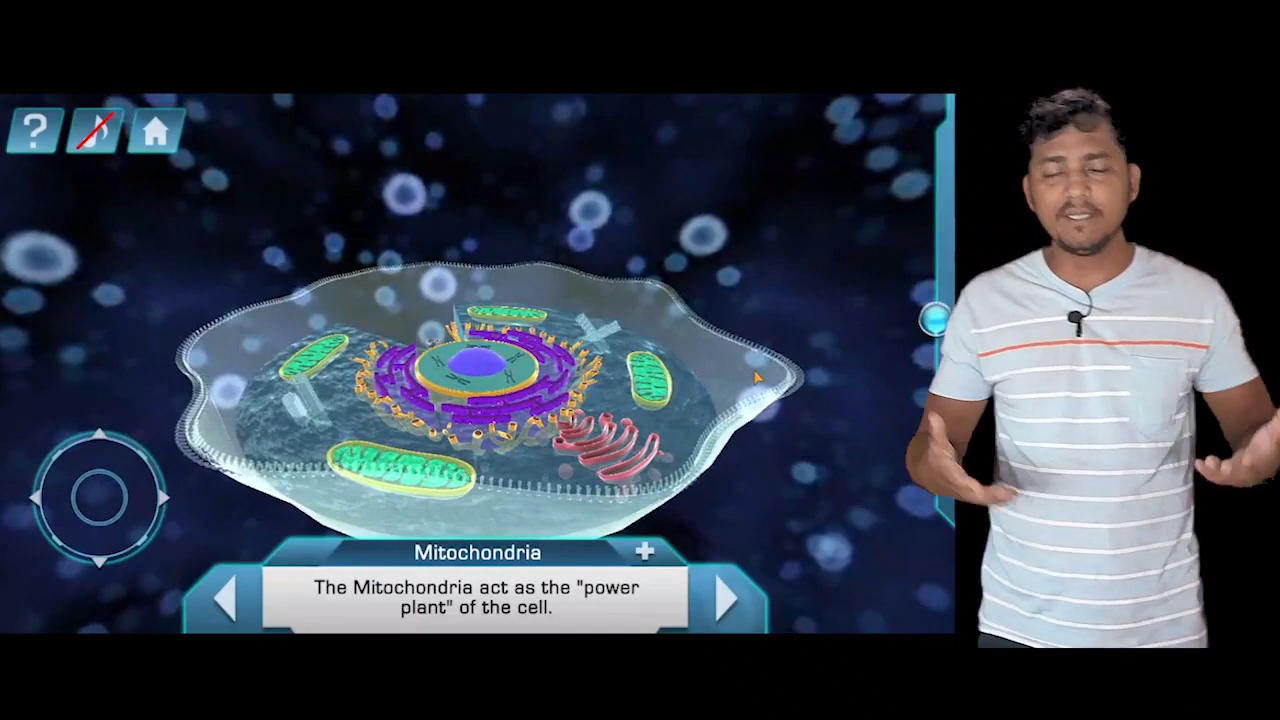 ?
Mitochondria
The Mitochondria act as the "power
plant" of the cell.